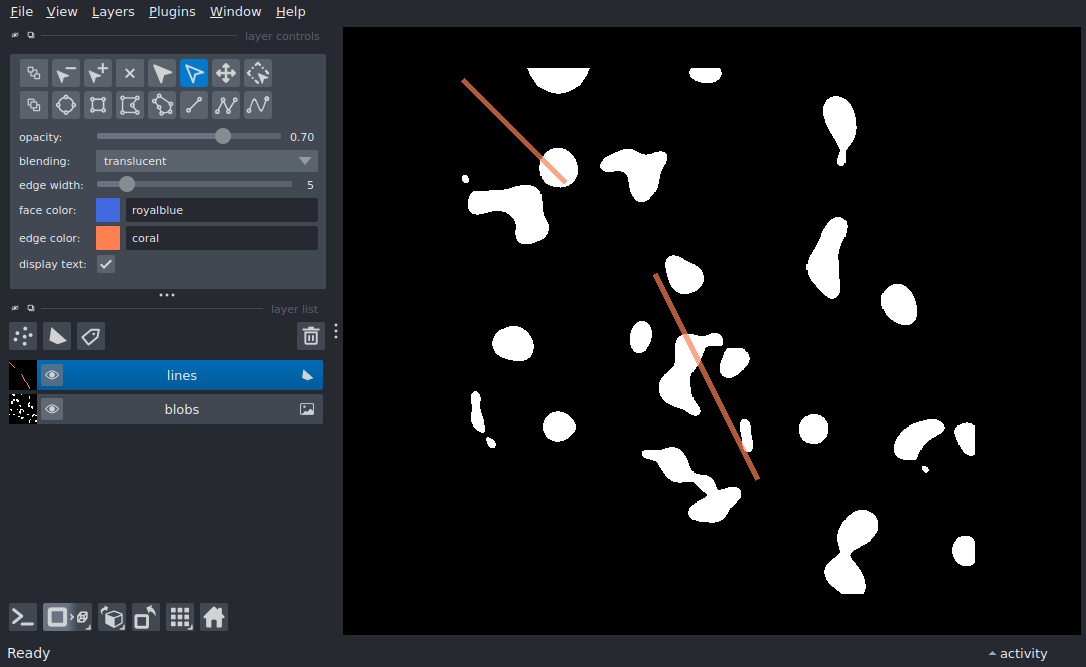 File View Layers Plugins Window Help
layer controls
opacity: 0.70
blending: translucent
edge width: 5
face color: royalblue
edge color: coral
display text:
layer list
lines
blobs
Ready
activity